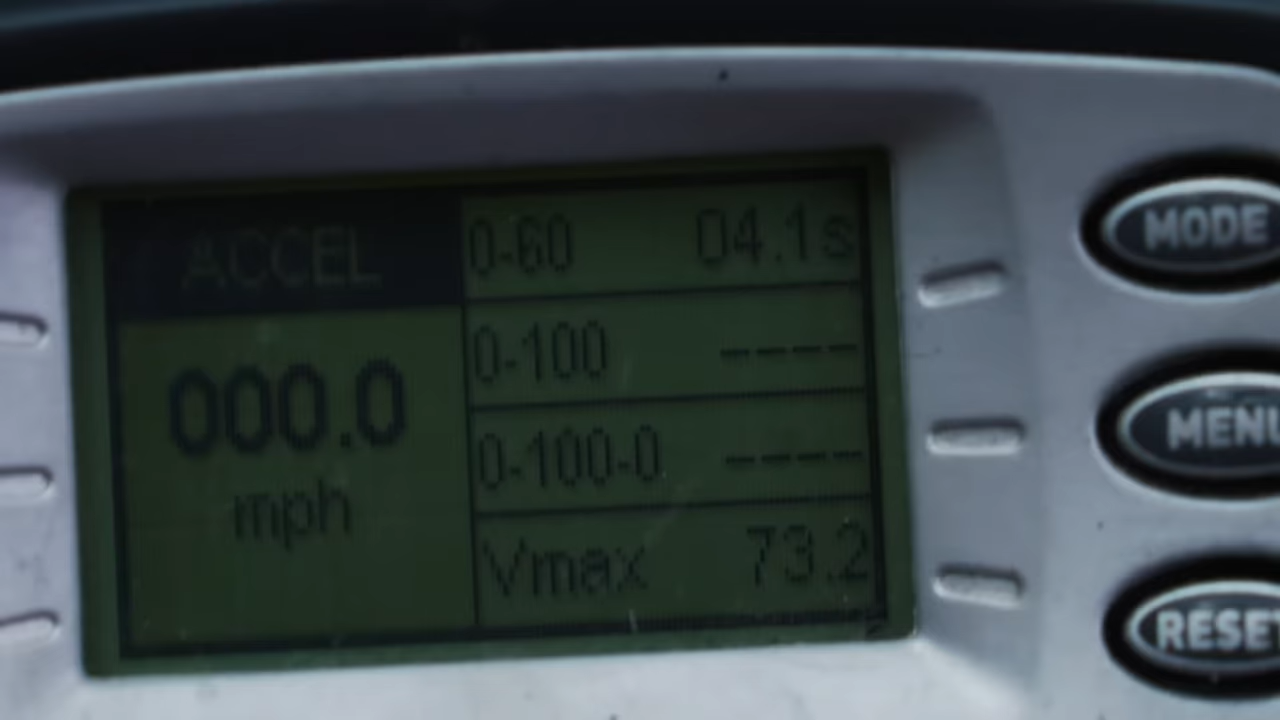 ACCEL
000.0
mph
0-60 04.1s
0-100 ----
0-100-0 ----
Vmax 73.2
MODE
MENU
RESET